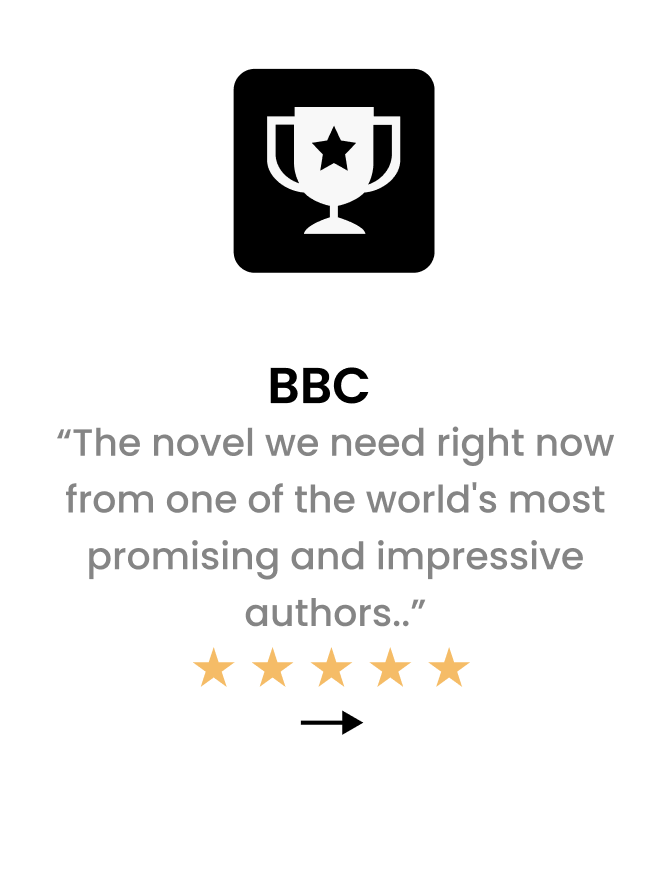 BBC
“The novel we need right now
from one of the world's most
promising and impressive
authors..”